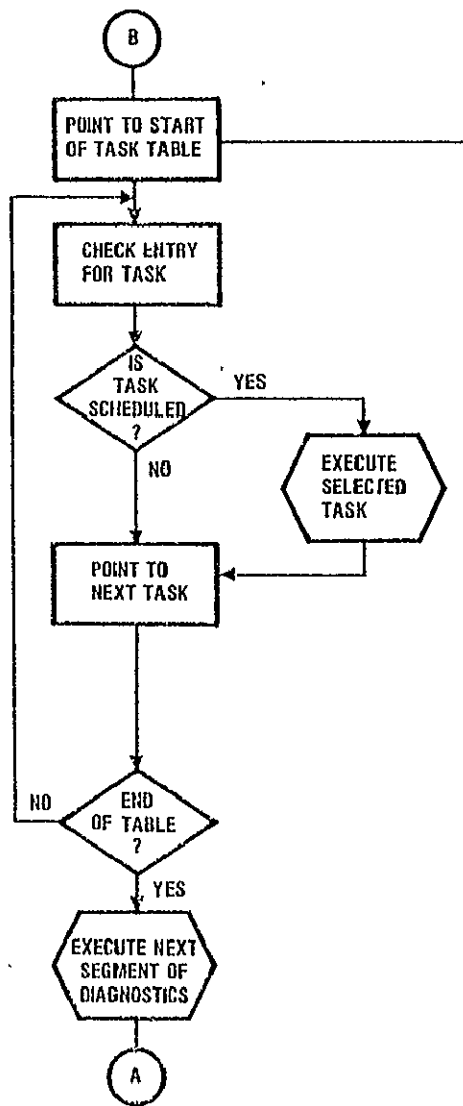 B
POINT TO START
OF TASK TABLE
CHECK ENTRY
FOR TASK
IS
TASK
SCHEDULED
?
YES
NO
EXECUTE
SELECTED
TASK
POINT TO
NEXT TASK
NO
END
OF TABLE
?
YES
EXECUTE NEXT
SEGMENT OF
DIAGNOSTICS
A